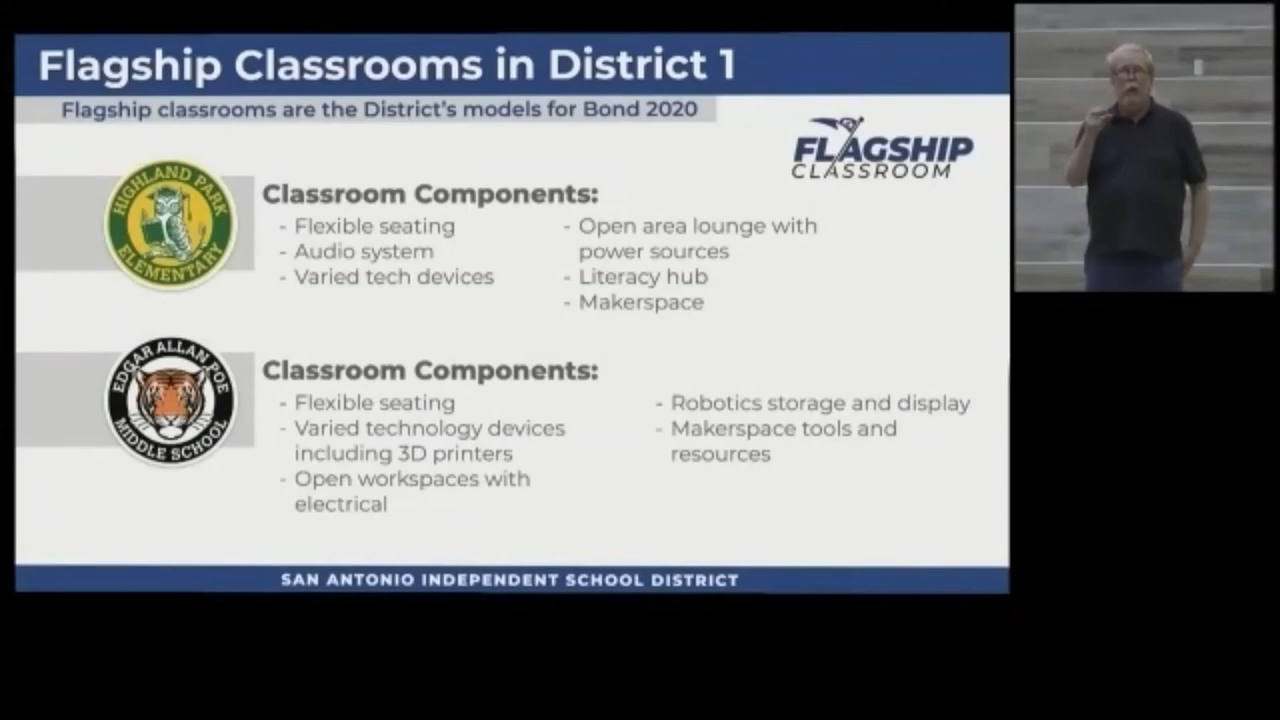 Flagship Classrooms in District 1
Flagship classrooms are the District's models for Bond 2020
FLAGSHIP
CLASSROOM
HIGHLAND PARK
ELEMENTARY
Classroom Components:
- Flexible seating
- Audio system
- Varied tech devices
- Open area lounge with
power sources
- Literacy hub
- Makerspace
EDGAR ALLAN POE
MIDDLE SCHOOL
Classroom Components:
- Flexible seating
- Varied technology devices
including 3D printers
- Open workspaces with
electrical
- Robotics storage and display
- Makerspace tools and
resources
SAN ANTONIO INDEPENDENT SCHOOL DISTRICT